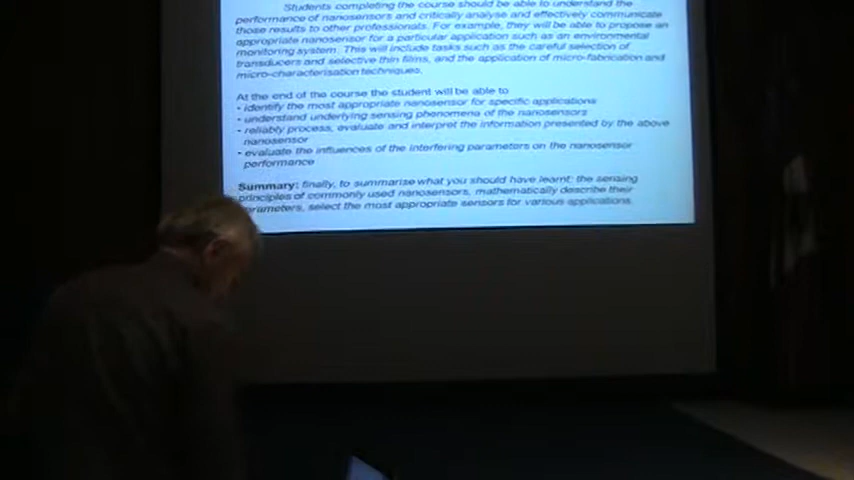 Students completing the course should be able to understand the
performance of nanosensors and critically analyse and effectively communicate
those results to other professionals. For example, they will be able to propose an
appropriate nanosensor for a particular application such as an environmental
monitoring system. This will include tasks such as the careful selection of
transducers and selective thin films, and the application of micro-fabrication and
micro-characterisation techniques.
At the end of the course the student will be able to
• identify the most appropriate nanosensor for specific applications
• understand underlying sensing phenomena of the nanosensors
• reliably process, evaluate and interpret the information presented by the above
nanosensor
• evaluate the influences of the interfering parameters on the nanosensor
performance
Summary: finally, to summarise what you should have learnt: the sensing
principles of commonly used nanosensors, mathematically describe their
parameters, select the most appropriate sensors for various applications.